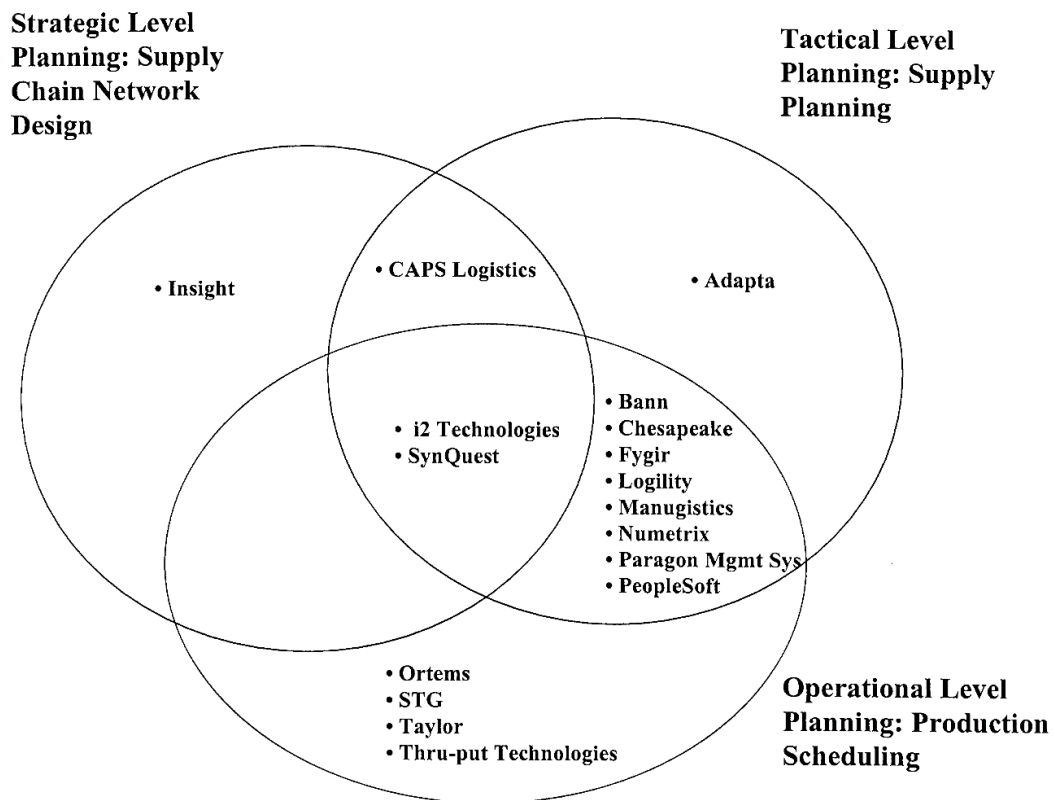 Strategic Level
Planning: Supply
Chain Network
Design
Tactical Level
Planning: Supply
Planning
• Insight
• CAPS Logistics
• Adapta
• i2 Technologies
• SynQuest
• Bann
• Chesapeake
• Fygir
• Logility
• Manugistics
• Numetrix
• Paragon Mgmt Sys
• PeopleSoft
• Ortems
• STG
• Taylor
• Thru-put Technologies
Operational Level
Planning: Production
Scheduling